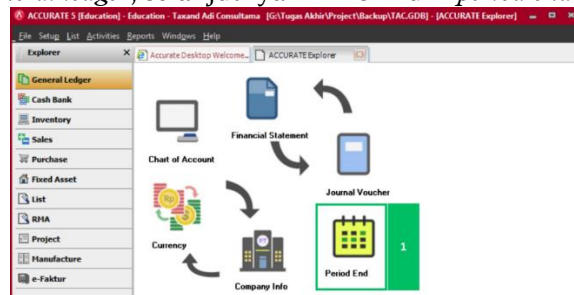 ACCURATE 5 [Education] - Education - Taxand Adi Consultama [G:\Tugas Akhir\Project\Backup\TAC.GDB] - [ACCURATE Explorer]
File Setup List Activities Reports Windows Help
Explorer X Accurate Desktop Welcome... ACCURATE Explorer
General Ledger
Cash Bank
Inventory
Sales
Purchase
Fixed Asset
List
RMA
Project
Manufacture
e-Faktur
Financial Statement
Chart of Account
Journal Voucher
Rp
Currency
Company Info
Period End
1